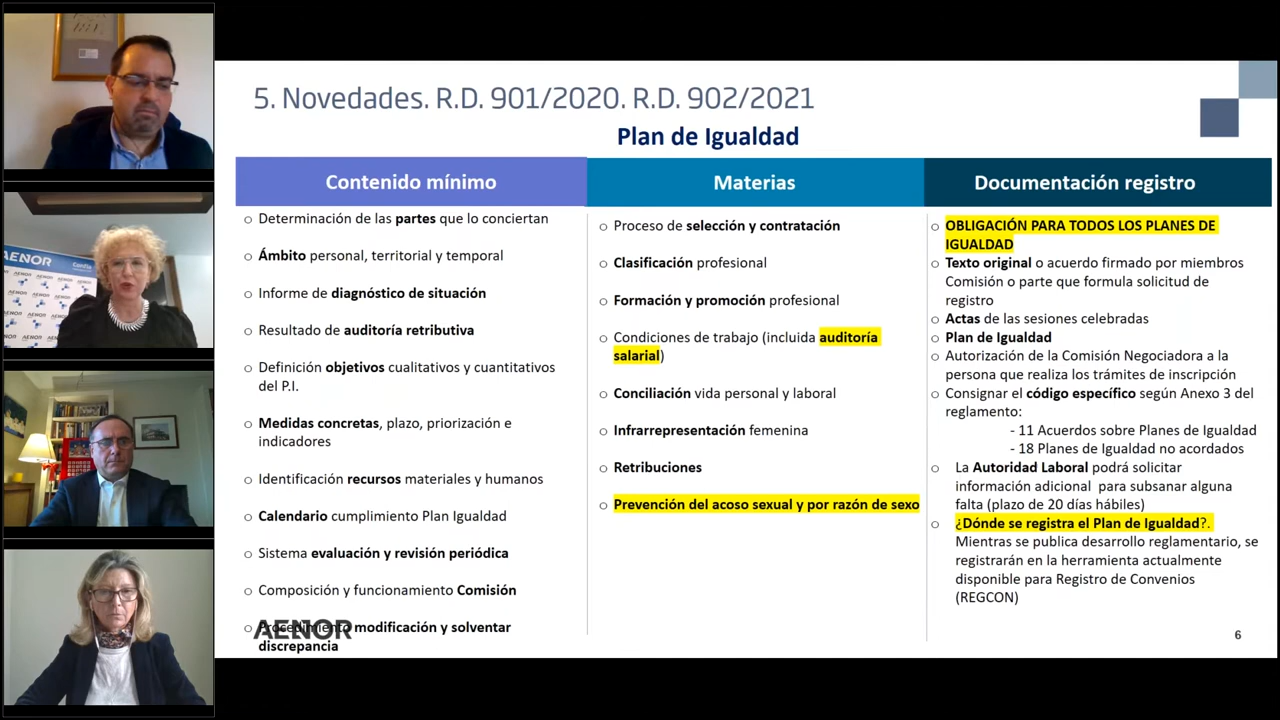 5. Novedades. R.D. 901/2020. R.D. 902/2021
Plan de Igualdad
Contenido mínimo
Determinación de las partes que lo conciertan
Ámbito personal, territorial y temporal
Informe de diagnóstico de situación
Resultado de auditoría retributiva
Definición objetivos cualitativos y cuantitativos
del P.I.
Medidas concretas, plazo, priorización e
indicadores
Identificación recursos materiales y humanos
Calendario cumplimiento Plan Igualdad
Sistema evaluación y revisión periódica
Composición y funcionamiento Comisión
Procedimiento modificación y solventar
discrepancia
AENOR
Materias
Proceso de selección y contratación
Clasificación profesional
Formación y promoción profesional
Condiciones de trabajo (incluida auditoría
salarial)
Conciliación vida personal y laboral
Infrarrepresentación femenina
Retribuciones
Prevención del acoso sexual y por razón de sexo
Documentación registro
OBLIGACIÓN PARA TODOS LOS PLANES DE
IGUALDAD
Texto original o acuerdo firmado por miembros
Comisión o parte que formula solicitud de
registro
Actas de las sesiones celebradas
Plan de Igualdad
Autorización de la Comisión Negociadora a la
persona que realiza los trámites de inscripción
Consignar el código específico según Anexo 3 del
reglamento:
- 11 Acuerdos sobre Planes de Igualdad
- 18 Planes de Igualdad no acordados
La Autoridad Laboral podrá solicitar
información adicional para subsanar alguna
falta (plazo de 20 días hábiles)
¿Dónde se registra el Plan de Igualdad?.
Mientras se publica desarrollo reglamentario, se
registrarán en la herramienta actualmente
disponible para Registro de Convenios
(REGCON)
6
AENOR
Confía